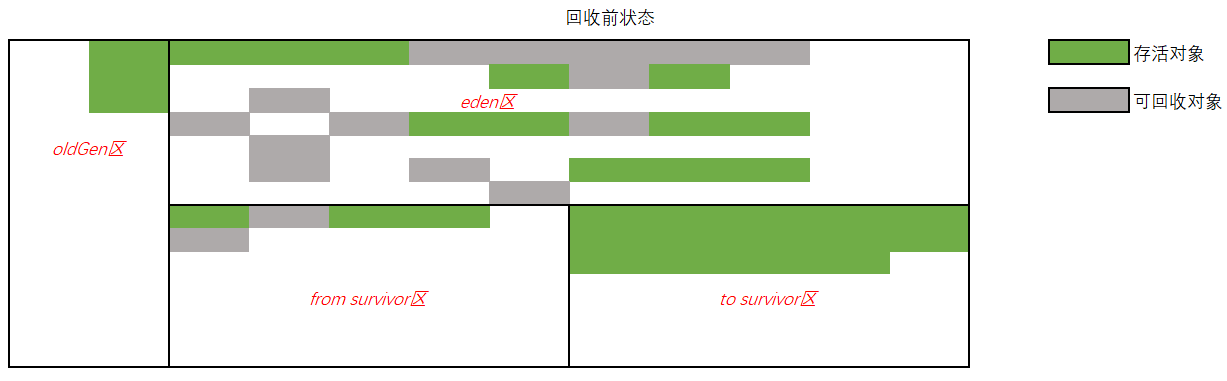 回收前状态
存活对象
eden区
可回收对象
oldGen区
from survivor区
to survivor区